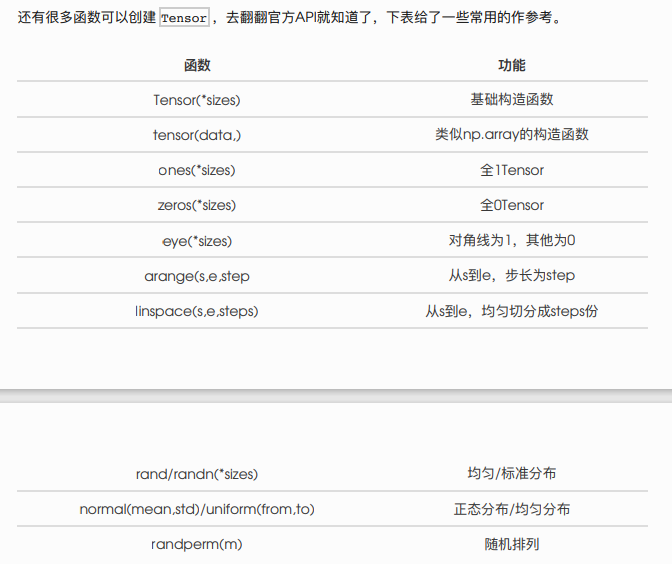 还有很多函数可以创建 Tensor ，去翻翻官方API就知道了，下表给了一些常用的作参考。
函数 功能
Tensor(*sizes) 基础构造函数
tensor(data,) 类似np.array的构造函数
ones(*sizes) 全1Tensor
zeros(*sizes) 全0Tensor
eye(*sizes) 对角线为1，其他为0
arange(s,e,step 从s到e，步长为step
linspace(s,e,steps) 从s到e，均匀切分成steps份
rand/randn(*sizes) 均匀/标准分布
normal(mean,std)/uniform(from,to) 正态分布/均匀分布
randperm(m) 随机排列